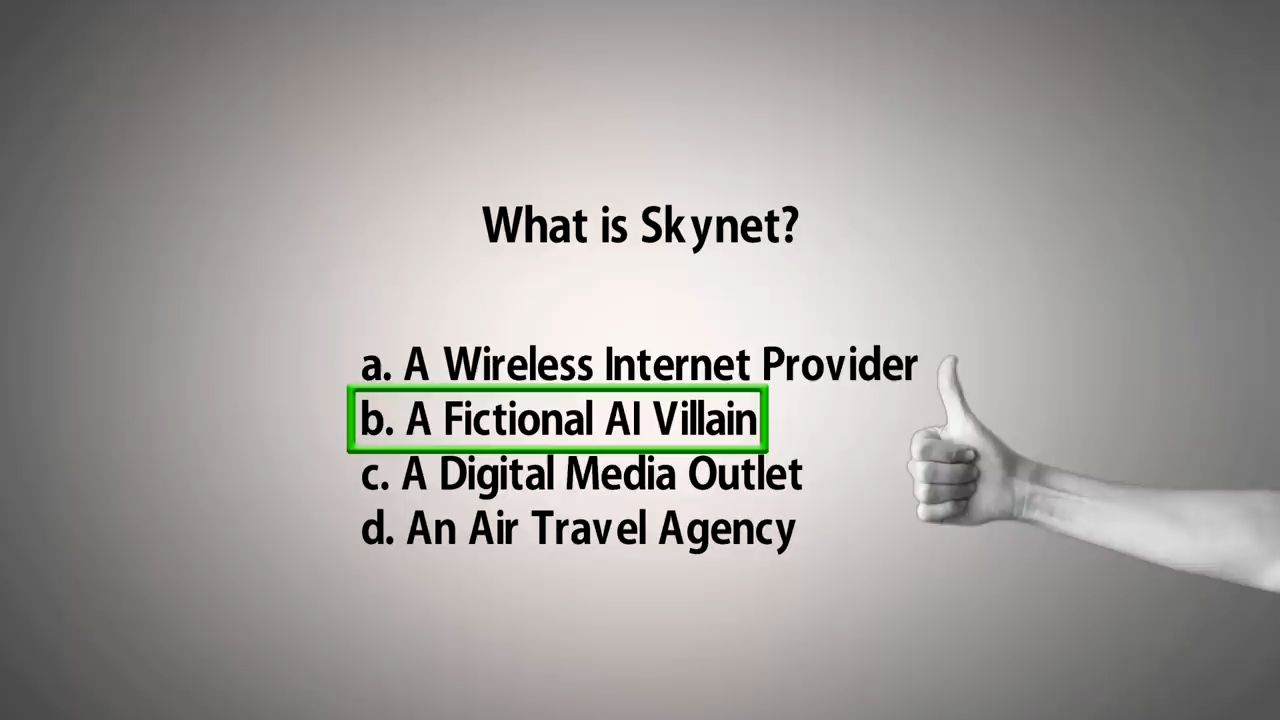 What is Skynet?
a. A Wireless Internet Provider
b. A Fictional AI Villain
c. A Digital Media Outlet
d. An Air Travel Agency